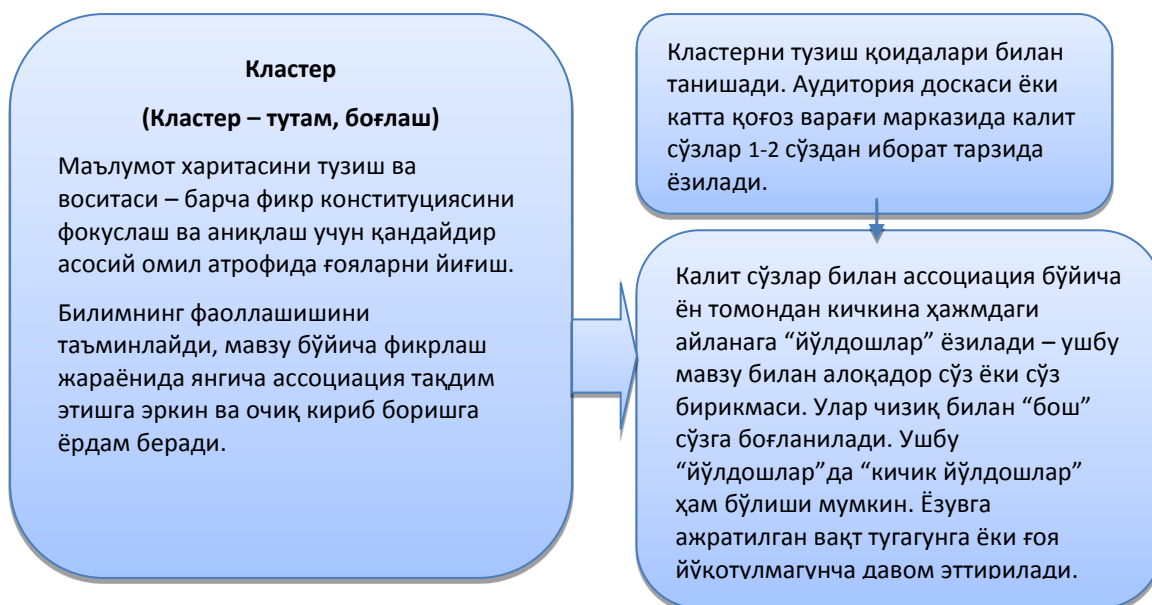 Кластер
(Кластер – тутам, боғлаш)
Маълумот харитасини тузиш ва
воситаси – барча фикр конституциясини
фокуслаш ва аниқлаш учун қандайдир
асосий омил атрофида ғояларни йиғиш.
Билимнинг фаоллашишини
таъминлайди, мавзу бўйича фикрлаш
жараёнида янгича ассоциация тақдим
этишга эркин ва очиқ кириб боришга
ёрдам беради.
Кластерни тузиш қоидалари билан
танишади. Аудитория доскаси ёки
катта қоғоз варағи марказида калит
сўзлар 1-2 сўздан иборат тарзида
ёзилади.
Калит сўзлар билан ассоциация бўйича
ён томондан кичкина ҳажмдаги
айланага “йўлдошлар” ёзилади – ушбу
мавзу билан алоқадор сўз ёки сўз
бирикмаси. Улар чизиқ билан “бош”
сўзга боғланилади. Ушбу
“йўлдошлар”да “кичик йўлдошлар”
ҳам бўлиши мумкин. Ёзувга
ажратилган вақт тугагунга ёки ғоя
йўқотулмагунча давом эттирилади.